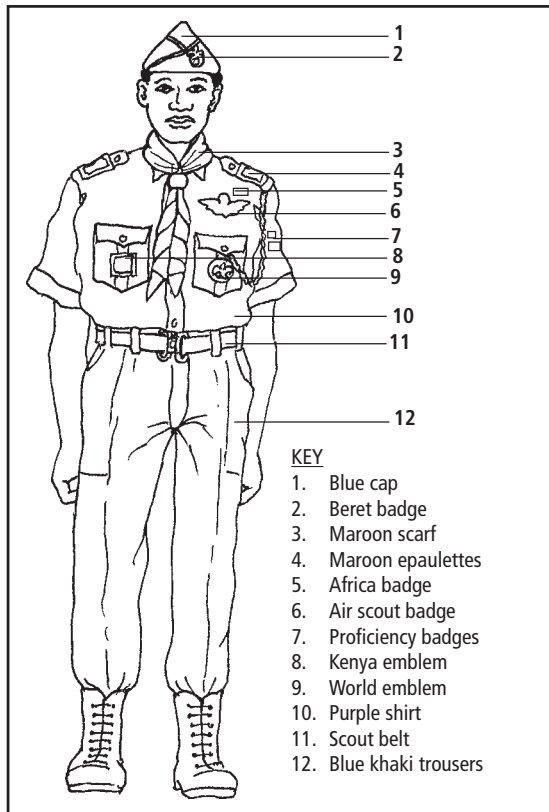 1
2
3
4
5
6
7
8
9
10
11
12
KEY
1. Blue cap
2. Beret badge
3. Maroon scarf
4. Maroon epaulettes
5. Africa badge
6. Air scout badge
7. Proficiency badges
8. Kenya emblem
9. World emblem
10. Purple shirt
11. Scout belt
12. Blue khaki trousers